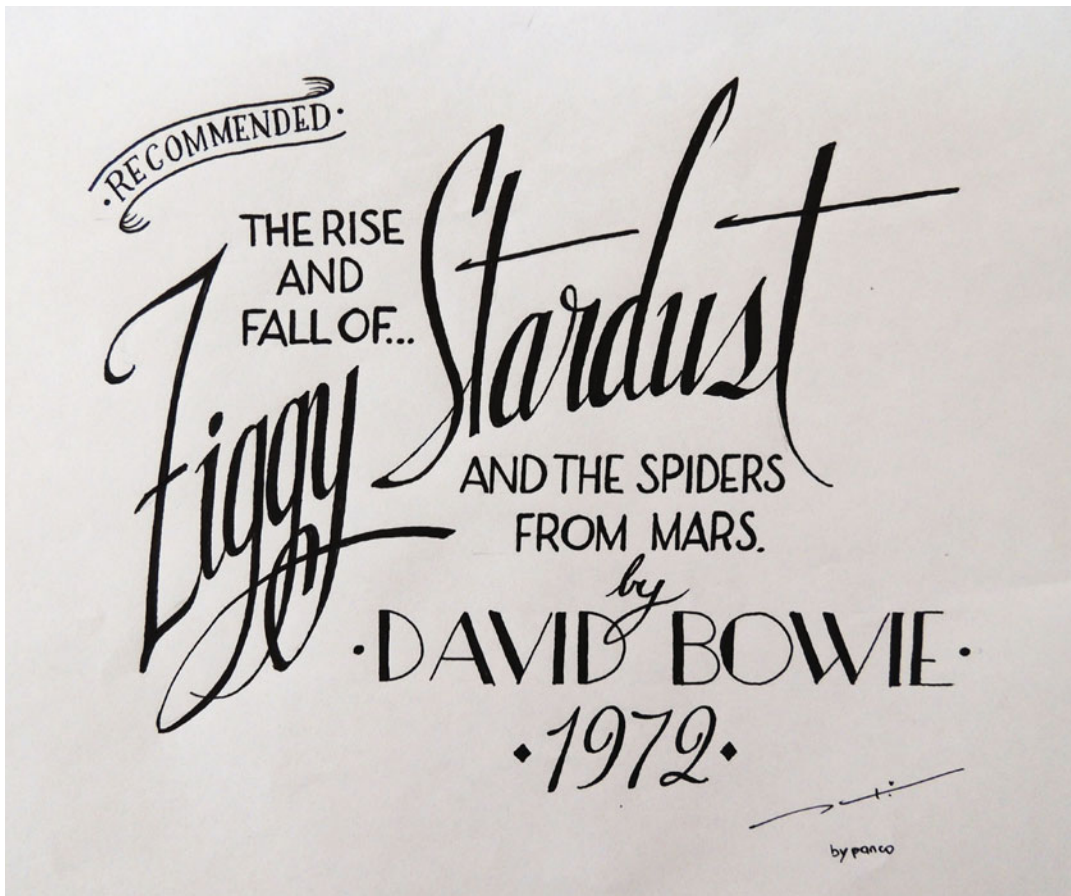 ·RECOMMENDED·
THE RISE
AND
FALL OF...
Ziggy Stardust
AND THE SPIDERS
FROM MARS.
by
·DAVID BOWIE·
·1972·
by panco